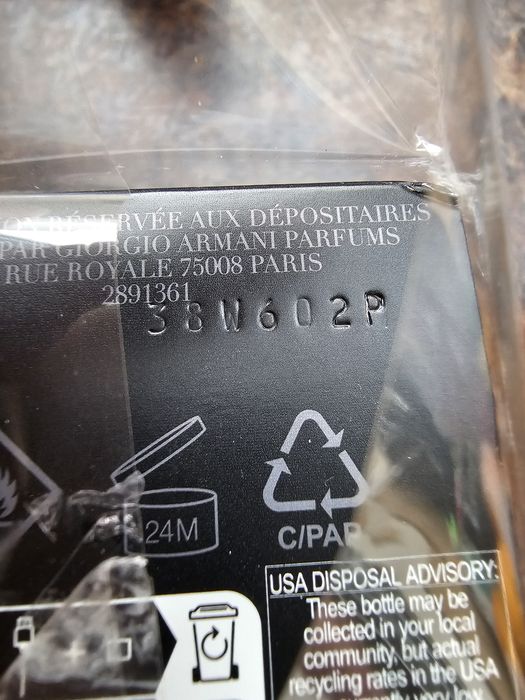 RÉSERVÉE AUX DÉPOSITAIRES
PAR GIORGIO ARMANI PARFUMS
RUE ROYALE 75008 PARIS
2891361
38W602P
24M
C/PAP
USA DISPOSAL ADVISORY:
These bottle may be
collected in your local
community, but actual
recycling rates in the USA